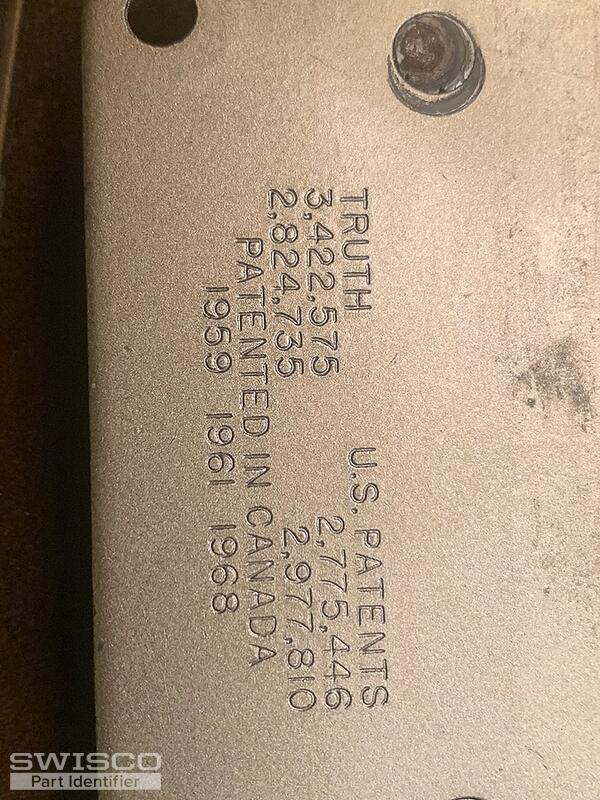 TRUTH U.S. PATENTS
3,422,575 2,775,446
2,824,735 2,977,810
PATENTED IN CANADA
1959 1961 1968
SWISCO
Part Identifier